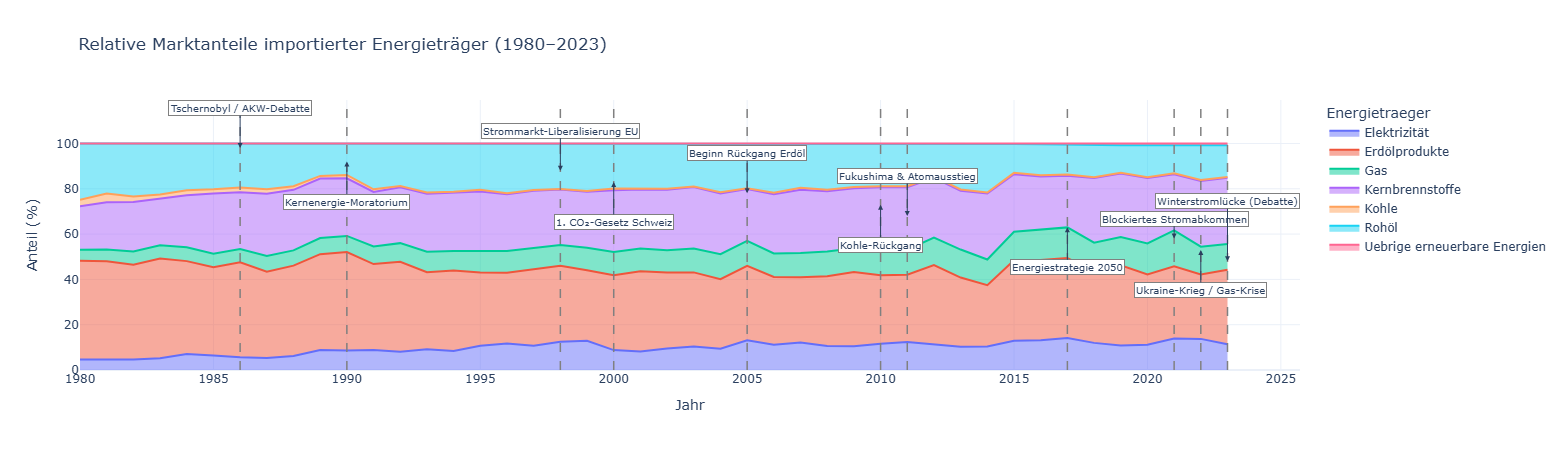 Relative Marktanteile importierter Energieträger (1980–2023)
Tschernobyl / AKW-Debatte
Kernenergie-Moratorium
Strommarkt-Liberalisierung EU
1. CO₂-Gesetz Schweiz
Beginn Rückgang Erdöl
Fukushima & Atomausstieg
Kohle-Rückgang
Energiestrategie 2050
Winterstromlücke (Debatte)
Blockiertes Stromabkommen
Ukraine-Krieg / Gas-Krise
Anteil (%)
100
80
60
40
20
0
1980
1985
1990
1995
2000
2005
2010
2015
2020
2025
Jahr
Energietraeger
Elektrizität
Erdölprodukte
Gas
Kernbrennstoffe
Kohle
Rohöl
Uebrige erneuerbare Energien